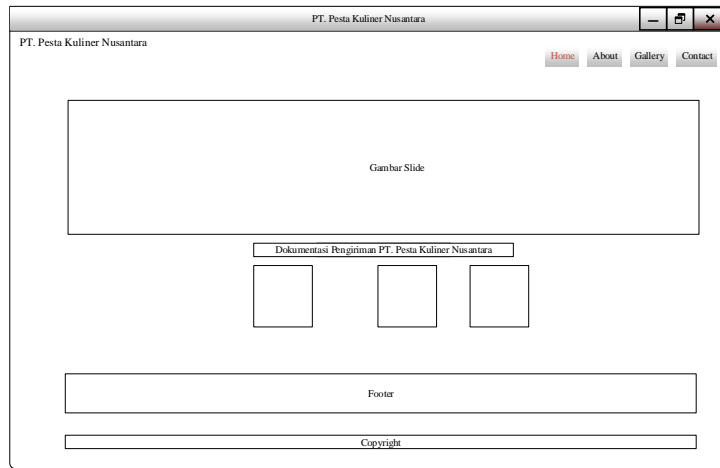 PT. Pesta Kuliner Nusantara
PT. Pesta Kuliner Nusantara
Home About Gallery Contact
Gambar Slide
Dokumentasi Pengiriman PT. Pesta Kuliner Nusantara
Footer
Copyright